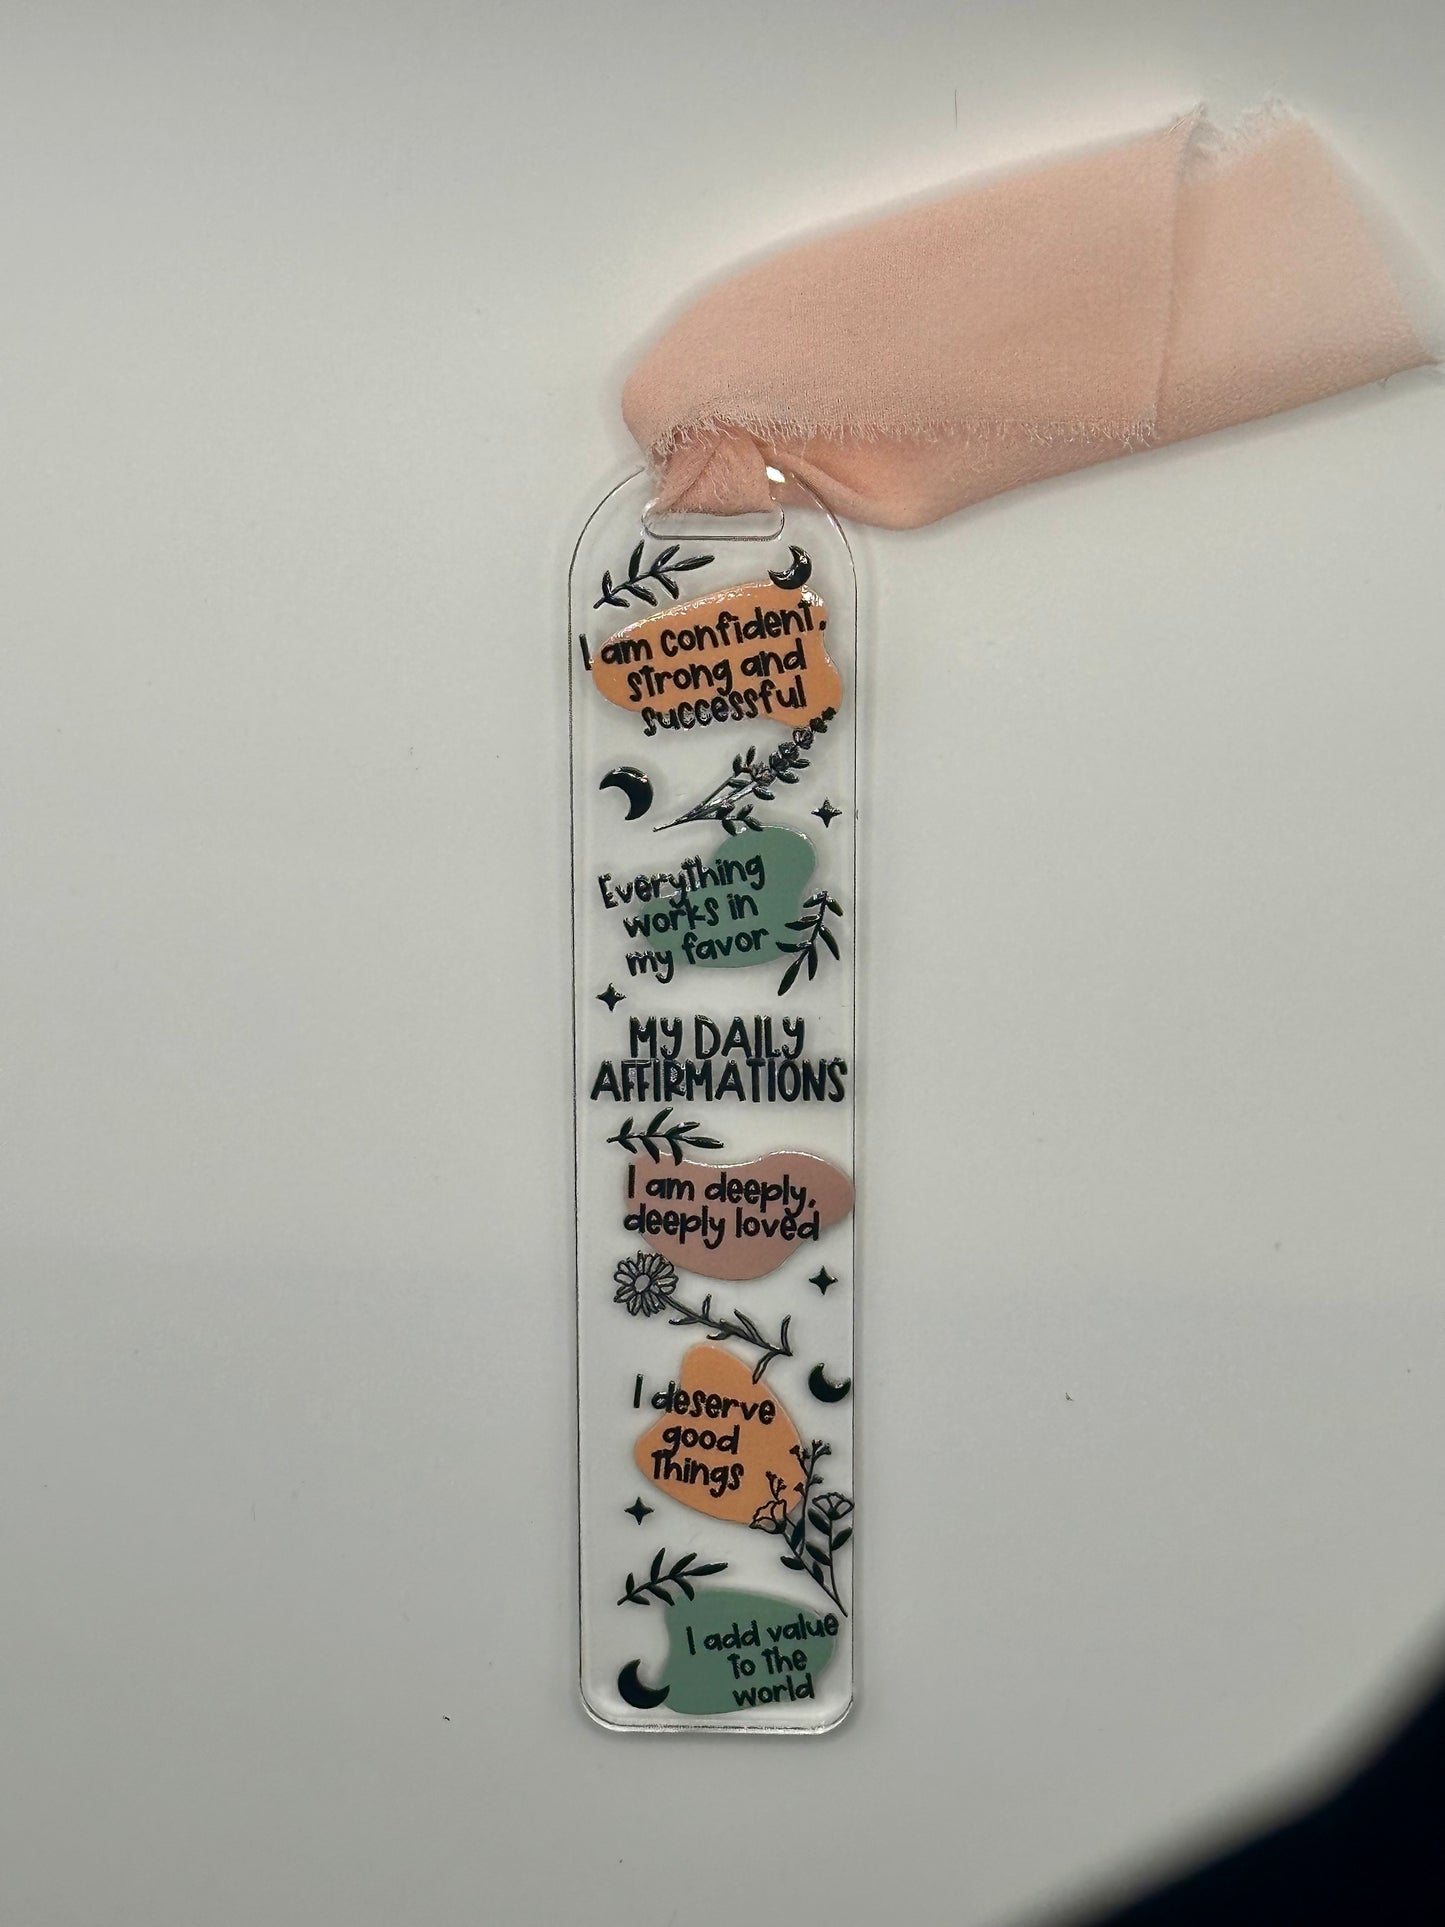 I am confident,
strong and
successful
Everything
works in
my favor
MY DAILY
AFFIRMATIONS
I am deeply,
deeply loved
I deserve
good
things
I add value
to the
world